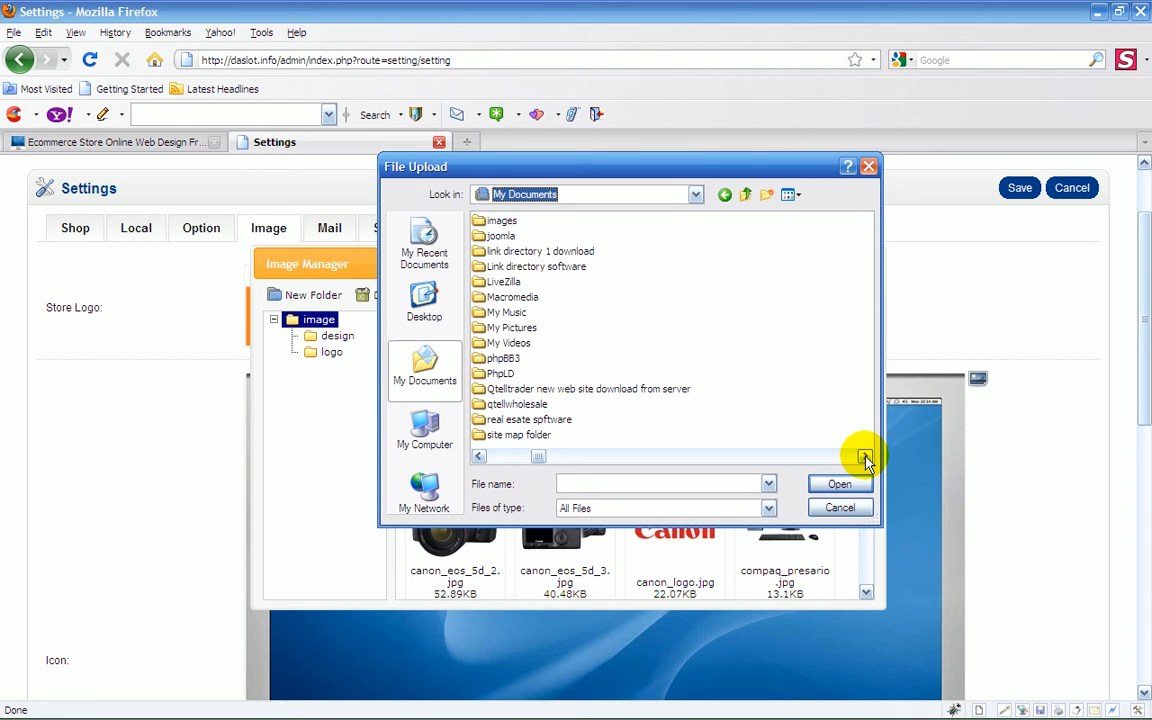 Settings - Mozilla Firefox
File Edit View History Bookmarks Yahoo! Tools Help
http://daslot.info/admin/index.php?route=setting/setting
Google
S
Most Visited Getting Started Latest Headlines
Y! Search
Ecommerce Store Online Web Design Fr...
Settings
File Upload
Settings
Save Cancel
Look in: My Documents
Shop Local Option Image Mail
Image Manager
New Folder
Store Logo:
image
design
logo
My Recent Documents
Desktop
My Documents
My Computer
My Network
images
joomla
link directory 1 download
Link directory software
LiveZilla
Macromedia
My Music
My Pictures
My Videos
phpBB3
PhpLD
Qtelltrader new web site download from server
qtellwholesale
real esate spftware
site map folder
File name: Open
Files of type: All Files Cancel
Canon
canon_eos_5d_2.jpg
52.89KB
canon_eos_5d_3.jpg
40.48KB
canon_logo.jpg
22.07KB
compaq_presario.jpg
13.1KB
Icon:
Done